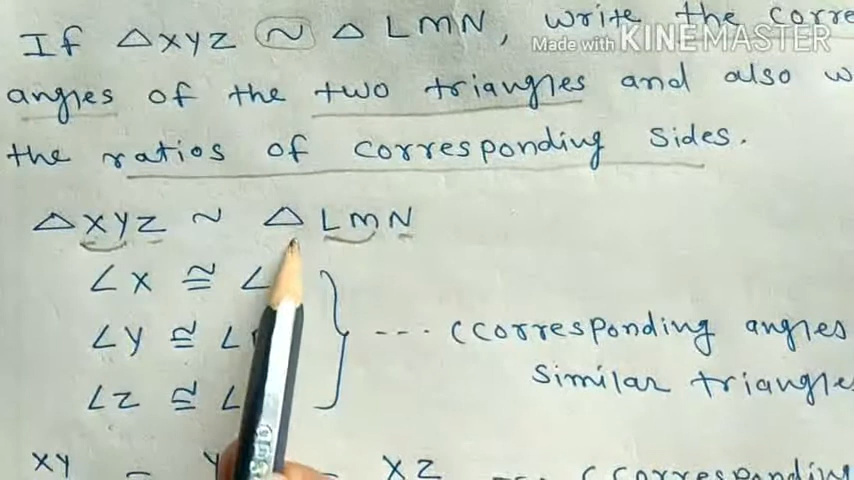 If △XYZ ~ △LMN, write the corre
Made with KINEMASTER
angles of the two triangles and also w
the ratios of corresponding sides.
△XYZ ~ △LMN
∠X ≅ ∠
∠Y ≅ ∠
∠Z ≅ ∠
---- (Corresponding angles
Similar triangles
XY = Y = XZ ---- (Corresponding